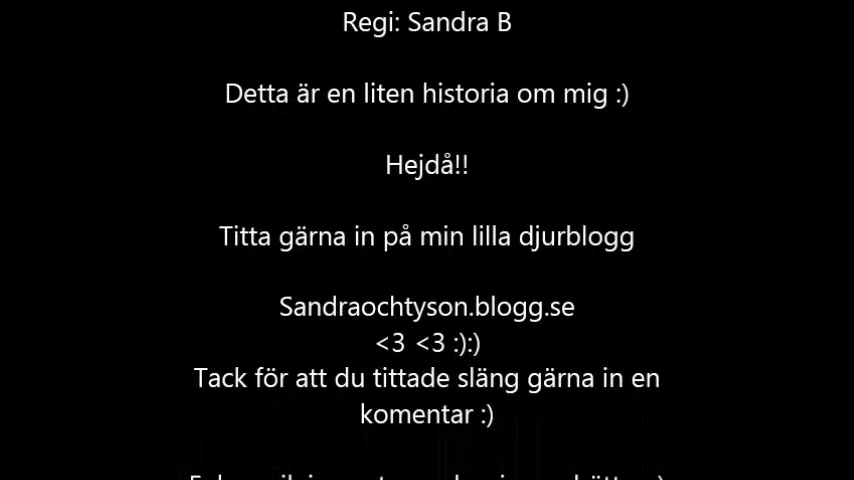 Regi: Sandra B
Detta är en liten historia om mig :)
Hejdå!!
Titta gärna in på min lilla djurblogg
Sandraochtyson.blogg.se
<3 <3 :):)
Tack för att du tittade släng gärna in en
komentar :)